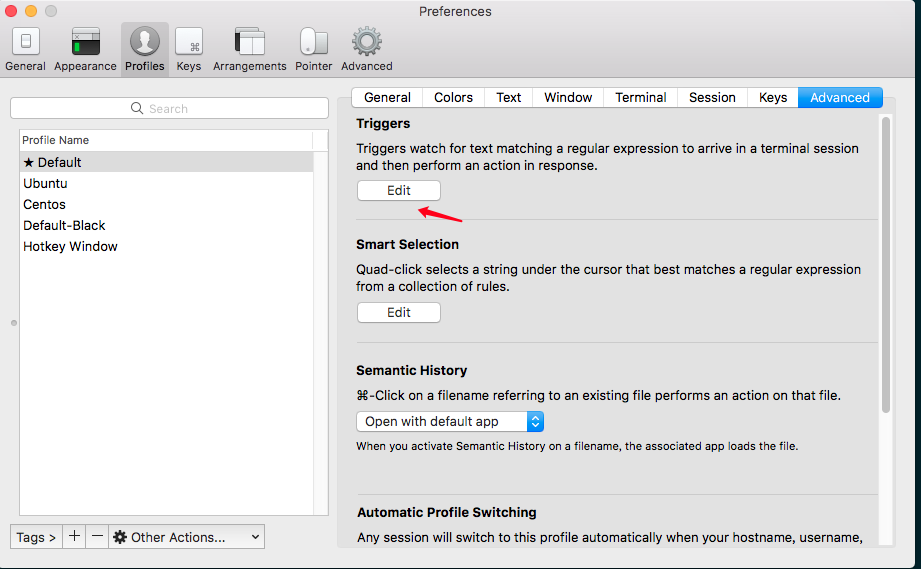 Preferences
General Appearance Profiles Keys Arrangements Pointer Advanced
Search
Profile Name
★ Default
Ubuntu
Centos
Default-Black
Hotkey Window
Tags > + − Other Actions...
General Colors Text Window Terminal Session Keys Advanced
Triggers
Triggers watch for text matching a regular expression to arrive in a terminal session
and then perform an action in response.
Edit
Smart Selection
Quad-click selects a string under the cursor that best matches a regular expression
from a collection of rules.
Edit
Semantic History
⌘-Click on a filename referring to an existing file performs an action on that file.
Open with default app
When you activate Semantic History on a filename, the associated app loads the file.
Automatic Profile Switching
Any session will switch to this profile automatically when your hostname, username,